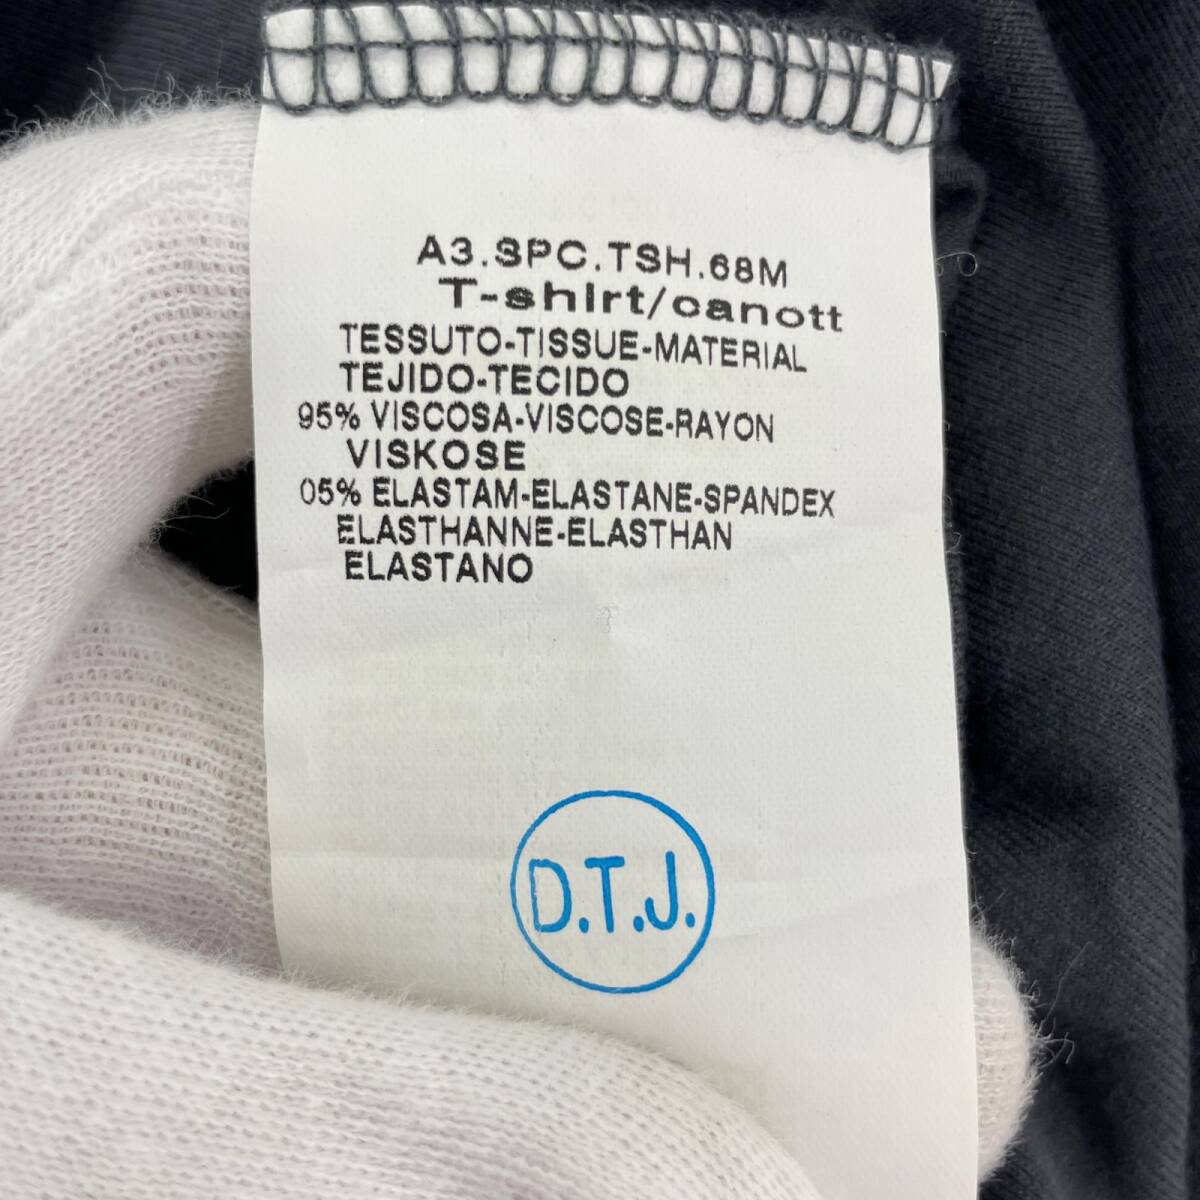 A3.SPC.TSH.68M
T-shirt/canott
TESSUTO-TISSUE-MATERIAL
TEJIDO-TECIDO
95% VISCOSA-VISCOSE-RAYON
VISKOSE
05% ELASTAM-ELASTANE-SPANDEX
ELASTHANNE-ELASTHAN
ELASTANO
D.T.J.